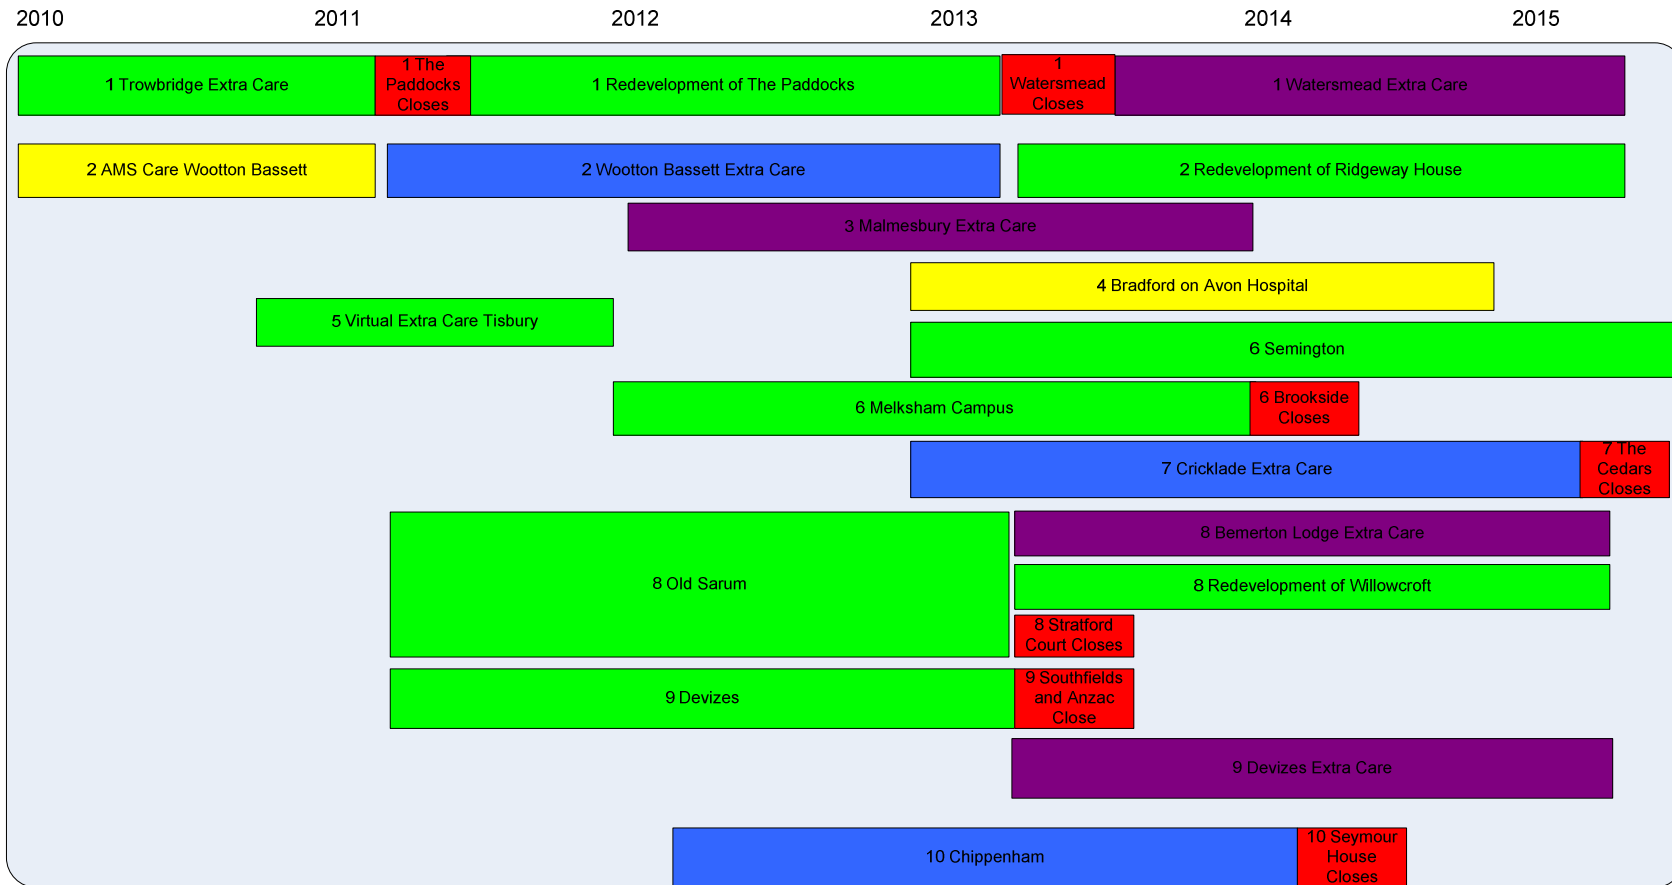 2010 2011 2012 2013 2014 2015
1 Trowbridge Extra Care
1 The
Paddocks
Closes
1 Redevelopment of The Paddocks
1
Watersmead
Closes
1 Watersmead Extra Care
2 AMS Care Wootton Bassett
2 Wootton Bassett Extra Care
2 Redevelopment of Ridgeway House
3 Malmesbury Extra Care
4 Bradford on Avon Hospital
5 Virtual Extra Care Tisbury
6 Semington
6 Melksham Campus
6 Brookside
Closes
7 Cricklade Extra Care
7 The
Cedars
Closes
8 Old Sarum
8 Bemerton Lodge Extra Care
8 Redevelopment of Willowcroft
8 Stratford
Court Closes
9 Devizes
9 Southfields
and Anzac
Close
9 Devizes Extra Care
10 Chippenham
10 Seymour
House
Closes